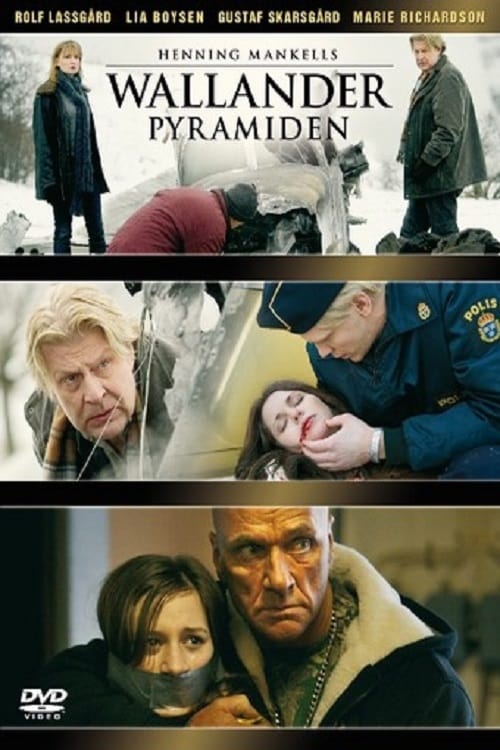 ROLF LASSGÅRD LIA BOYSEN GUSTAF SKARSGÅRD MARIE RICHARDSON
HENNING MANKELLS
WALLANDER
PYRAMIDEN
POLIS
DVD
VIDEO